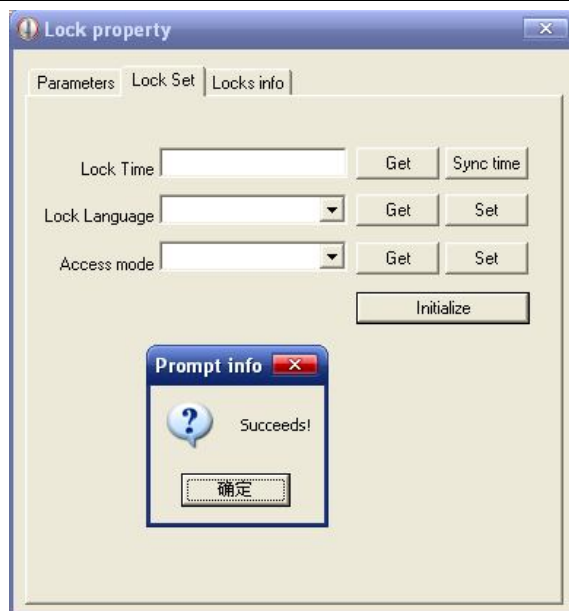 Lock property
Parameters Lock Set Locks info
Lock Time Get Sync time
Lock Language Get Set
Access mode Get Set
Initialize
Prompt info
Succeeds!
确定